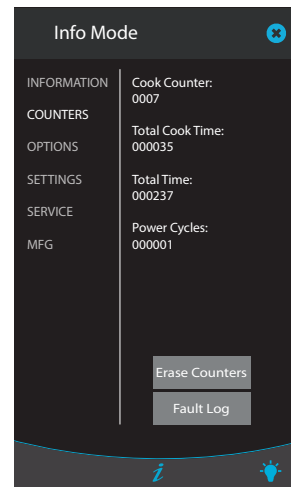 Info Mode
INFORMATION
COUNTERS
OPTIONS
SETTINGS
SERVICE
MFG
Cook Counter:
0007
Total Cook Time:
000035
Total Time:
000237
Power Cycles:
000001
Erase Counters
Fault Log
i